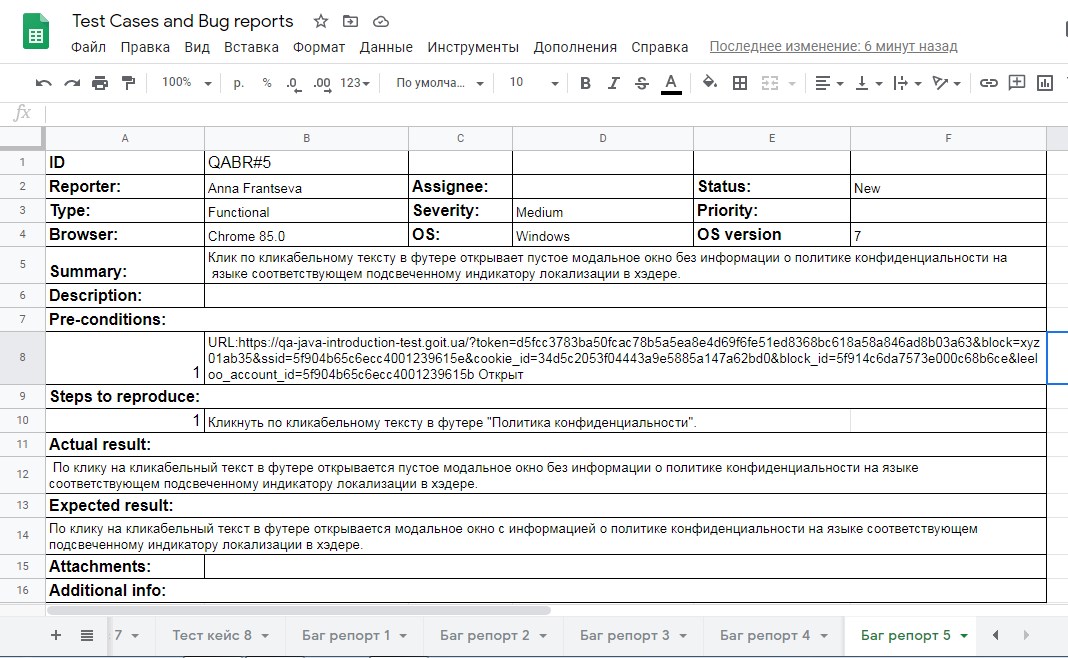 Test Cases and Bug reports
Файл Правка Вид Вставка Формат Данные Инструменты Дополнения Справка Последнее изменение: 6 минут назад
100% р. % .0 .00 123 По умолча... 10 B I S A
fx
A B C D E F
1 ID QABR#5
2 Reporter: Anna Frantseva Assignee: Status: New
3 Type: Functional Severity: Medium Priority:
4 Browser: Chrome 85.0 OS: Windows OS version 7
5 Summary: Клик по кликабельному тексту в футере открывает пустое модальное окно без информации о политике конфиденциальности на
языке соответствующем подсвеченному индикатору локализации в хэдере.
6 Description:
7 Pre-conditions:
8 1 URL:https://qa-java-introduction-test.goit.ua/?token=d5fcc3783ba50fcac78b5a5ea8e4d69f6fe51ed8368bc618a58a846ad8b03a63&block=xyz
01ab35&ssid=5f904b65c6ecc4001239615e&cookie_id=34d5c2053f04443a9e5885a147a62bd0&block_id=5f914c6da7573e000c68b6ce&leel
oo_account_id=5f904b65c6ecc4001239615b Открыт
9 Steps to reproduce:
10 1 Кликнуть по кликабельному тексту в футере "Политика конфиденциальности".
11 Actual result:
12 По клику на кликабельный текст в футере открывается пустое модальное окно без информации о политике конфиденциальности на языке
соответствующем подсвеченному индикатору локализации в хэдере.
13 Expected result:
14 По клику на кликабельный текст в футере открывается модальное окно с информацией о политике конфиденциальности на языке соответствующем
подсвеченному индикатору локализации в хэдере.
15 Attachments:
16 Additional info:
7 Тест кейс 8 Баг репорт 1 Баг репорт 2 Баг репорт 3 Баг репорт 4 Баг репорт 5